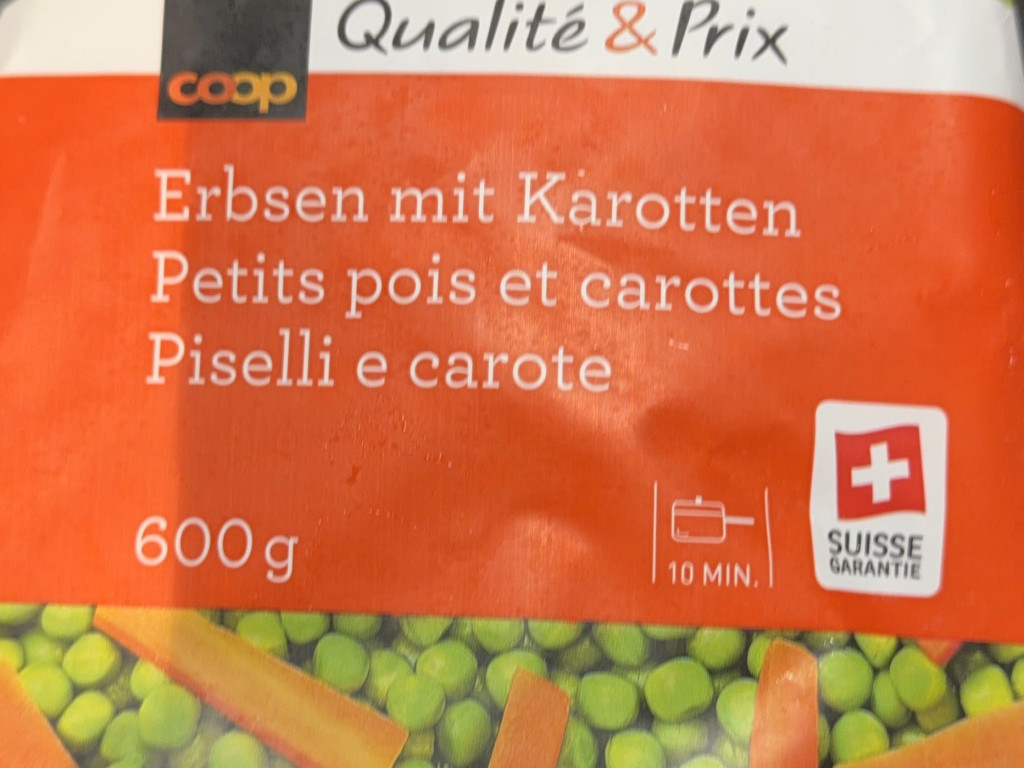 Qualité & Prix
coop
Erbsen mit Karotten
Petits pois et carottes
Piselli e carote
600g
10 MIN.
SUISSE
GARANTIE